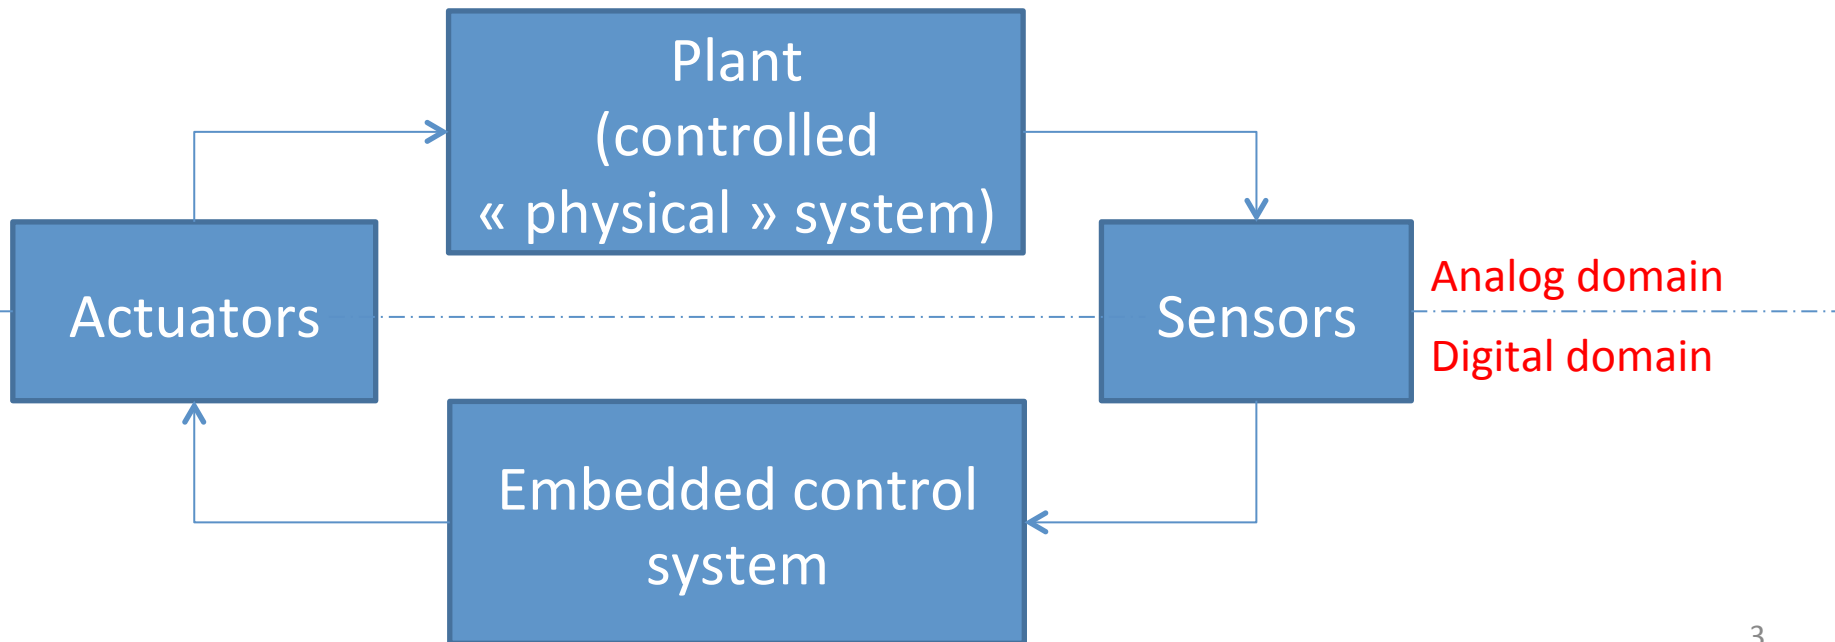 Plant
(controlled
« physical » system)
Actuators
Sensors
Analog domain
Digital domain
Embedded control
system
3